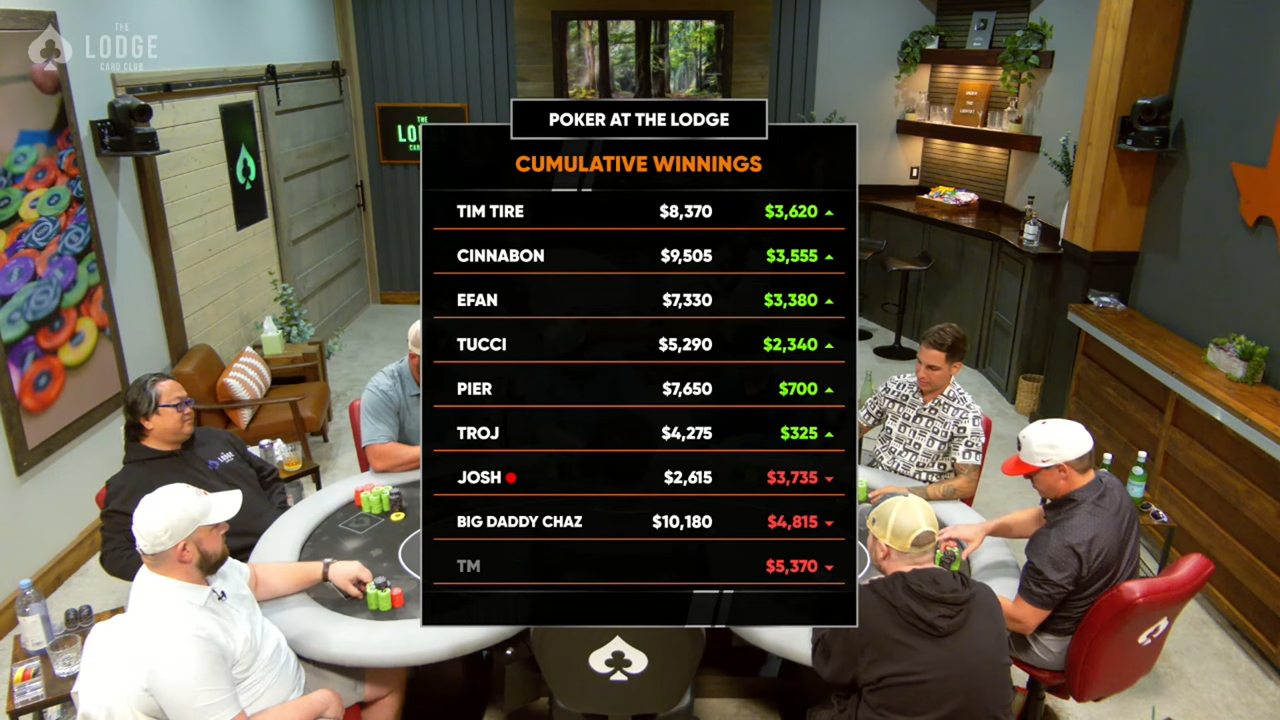 THE
LODGE
CARD CLUB
POKER AT THE LODGE
CUMULATIVE WINNINGS
TIM TIRE $8,370 $3,620
CINNABON $9,505 $3,555
EFAN $7,330 $3,380
TUCCI $5,290 $2,340
PIER $7,650 $700
TROJ $4,275 $325
JOSH $2,615 $3,735
BIG DADDY CHAZ $10,180 $4,815
TM $5,370
THE
LO